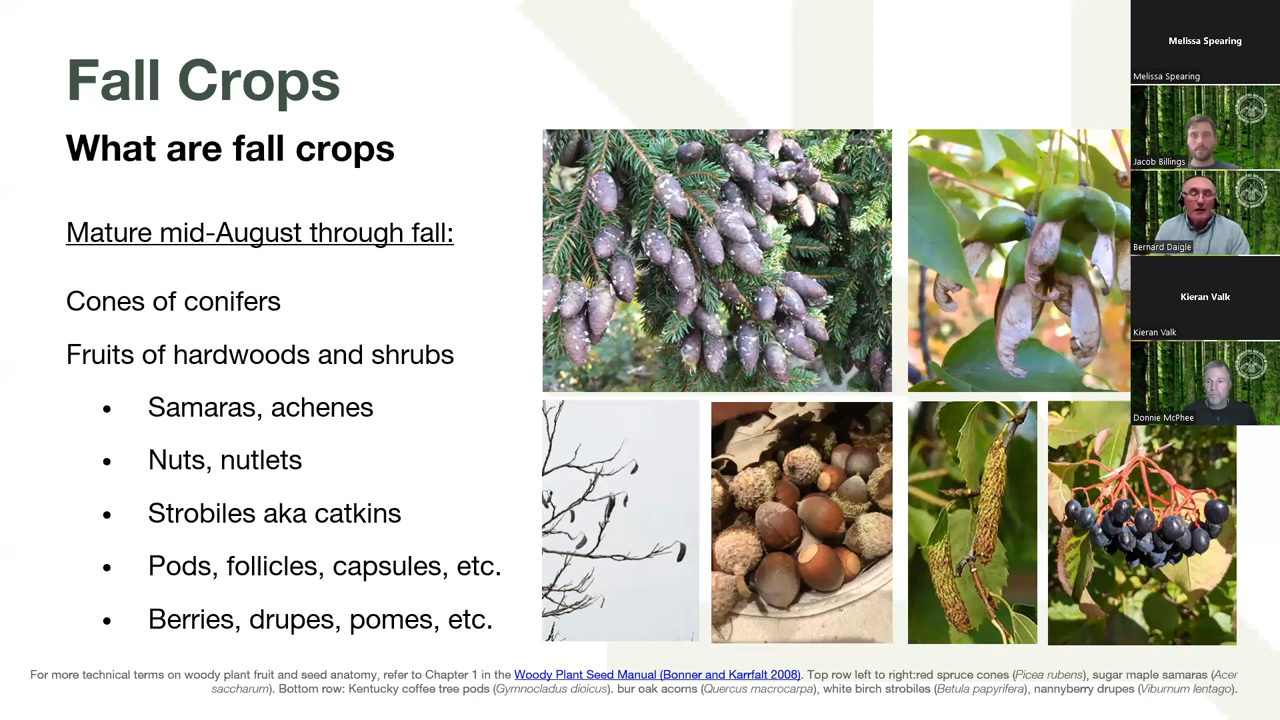 Fall Crops
What are fall crops
Mature mid-August through fall:
Cones of conifers
Fruits of hardwoods and shrubs
• Samaras, achenes
• Nuts, nutlets
• Strobiles aka catkins
• Pods, follicles, capsules, etc.
• Berries, drupes, pomes, etc.
For more technical terms on woody plant fruit and seed anatomy, refer to Chapter 1 in the Woody Plant Seed Manual (Bonner and Karrfalt 2008). Top row left to right:red spruce cones (Picea rubens), sugar maple samaras (Acer
saccharum). Bottom row: Kentucky coffee tree pods (Gymnocladus dioicus). bur oak acorns (Quercus macrocarpa), white birch strobiles (Betula papyrifera), nannyberry drupes (Viburnum lentago).
Melissa Spearing
Melissa Spearing
Jacob Billings
Bernard Daigle
Kieran Valk
Kieran Valk
Donnie McPhee